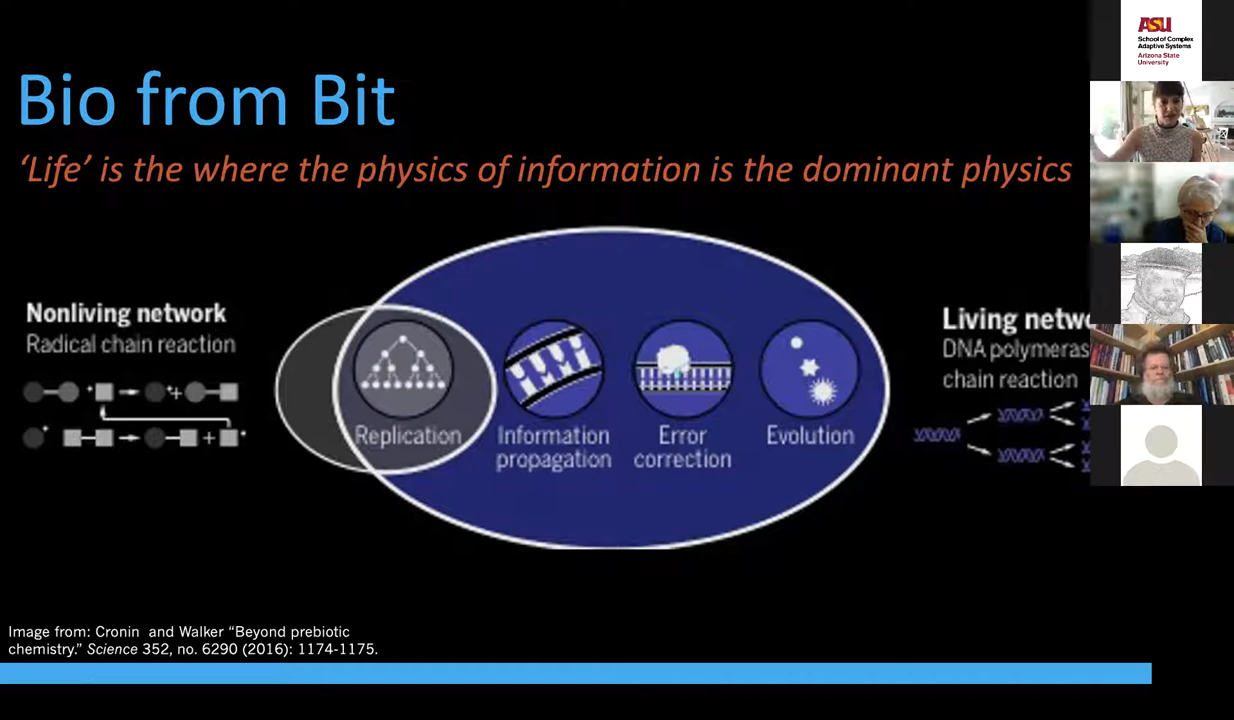 Bio from Bit
‘Life’ is the where the physics of information is the dominant physics
Nonliving network
Radical chain reaction
Replication
Information
propagation
Error
correction
Evolution
Living netw
DNA polymeras
chain reaction
Image from: Cronin and Walker “Beyond prebiotic
chemistry.” Science 352, no. 6290 (2016): 1174-1175.
ASU
School of Complex
Adaptive Systems
Arizona State
University